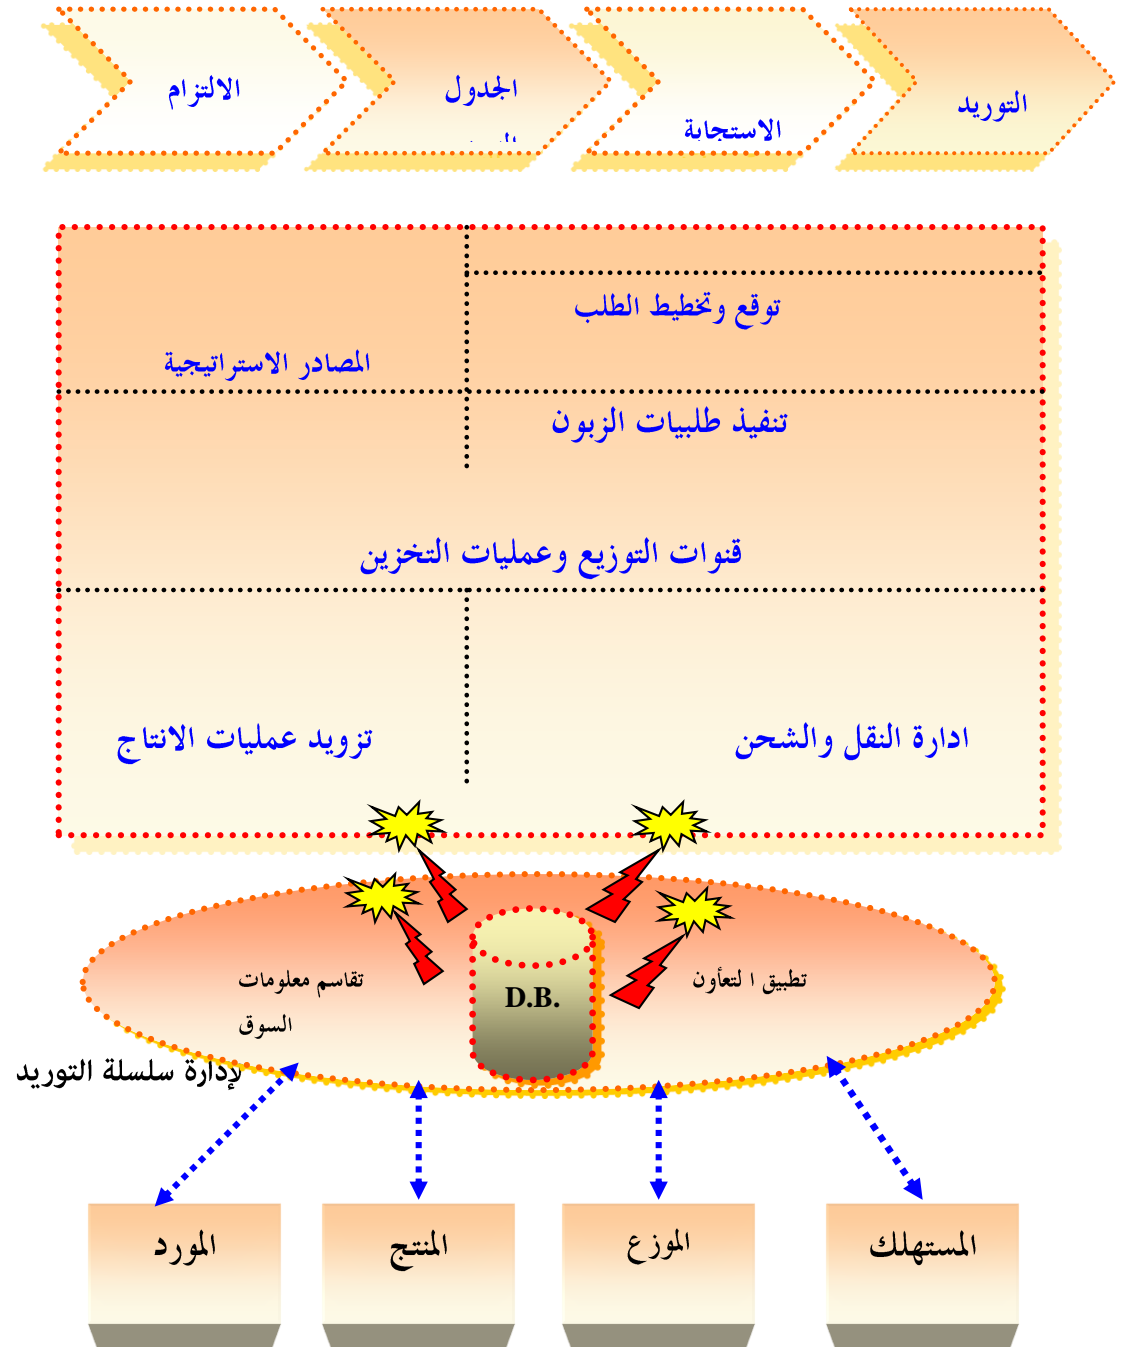 التوريد
الاستجابة
الجدول
الالتزام
توقع وتخطيط الطلب
المصادر الاستراتيجية
تنفيذ طلبيات الزبون
قنوات التوزيع وعمليات التخزين
ادارة النقل والشحن
تزويد عمليات الانتاج
تطبيق ا لتعأون
D.B.
تقاسم معلومات
السوق
لإدارة سلسلة التوريد
المستهلك
الموزع
المنتج
المورد